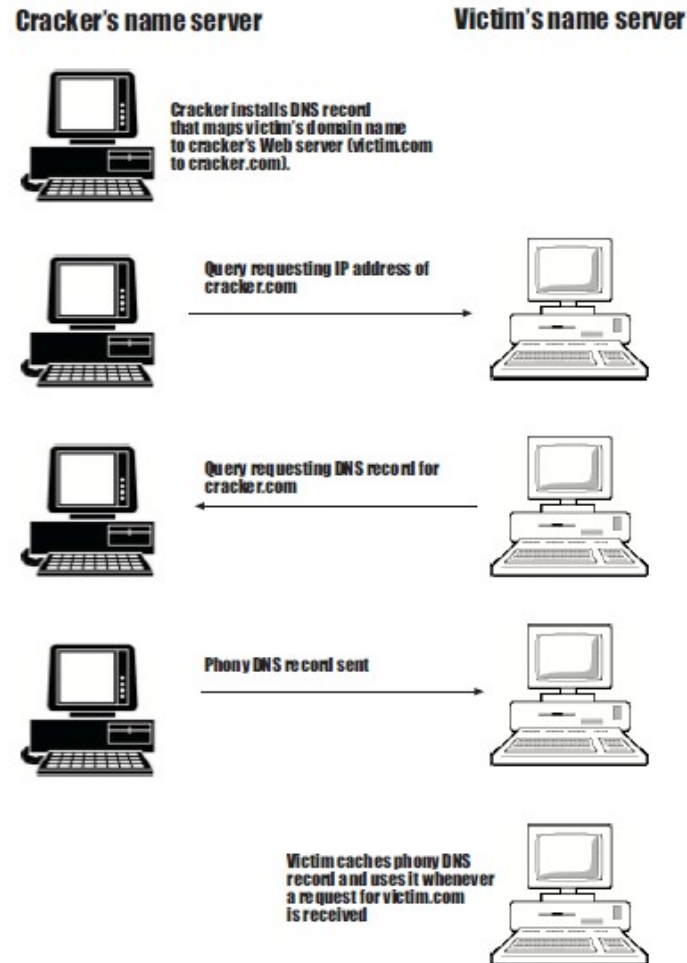 Cracker's name server
Victim's name server
Cracker installs DNS record
that maps victim's domain name
to cracker's Web server (victim.com
to cracker.com).
Query requesting IP address of
cracker.com
Query requesting DNS record for
cracker.com
Phony DNS record sent
Victim caches phony DNS
record and uses it whenever
a request for victim.com
is received